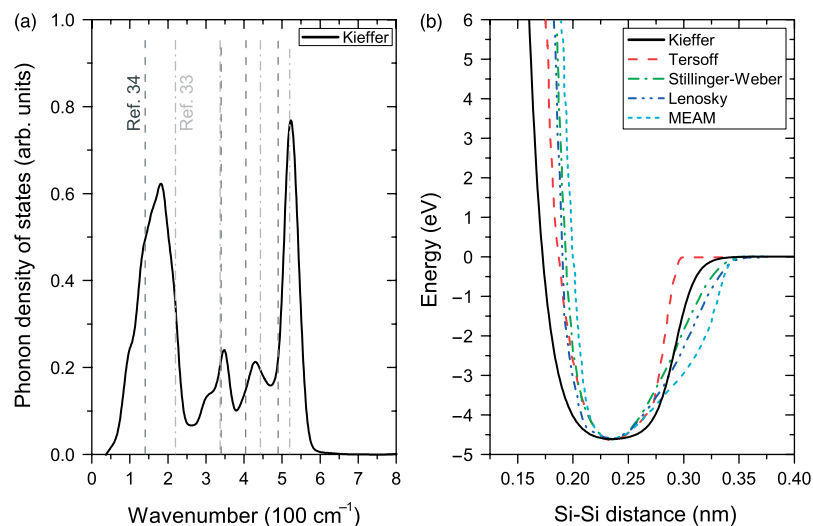 (a)
Phonon density of states (arb. units)
1.0
0.8
0.6
0.4
0.2
0.0
Kieffer
Ref. 34
Ref. 33
0 1 2 3 4 5 6 7 8
Wavenumber (100 cm⁻¹)
(b)
Energy (eV)
6
5
4
3
2
1
0
−1
−2
−3
−4
−5
Kieffer
Tersoff
Stillinger-Weber
Lenosky
MEAM
0.15 0.20 0.25 0.30 0.35 0.40
Si-Si distance (nm)